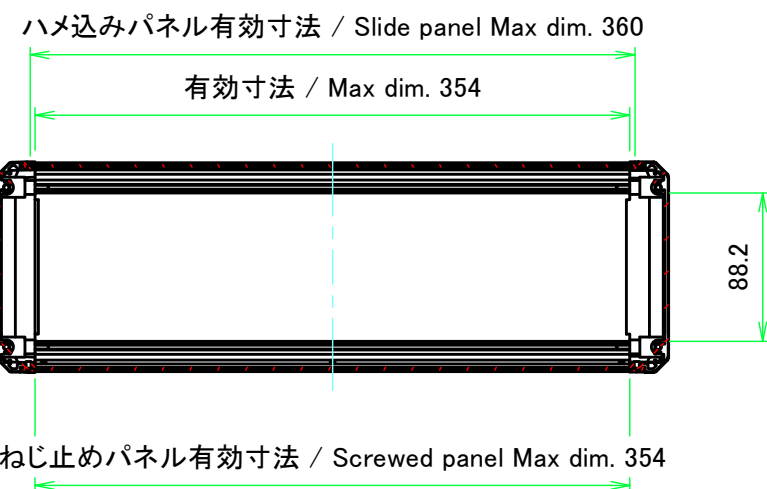 ハメ込みパネル有効寸法 / Slide panel Max dim. 360
有効寸法 / Max dim. 354
88.2
ねじ止めパネル有効寸法 / Screwed panel Max dim. 354